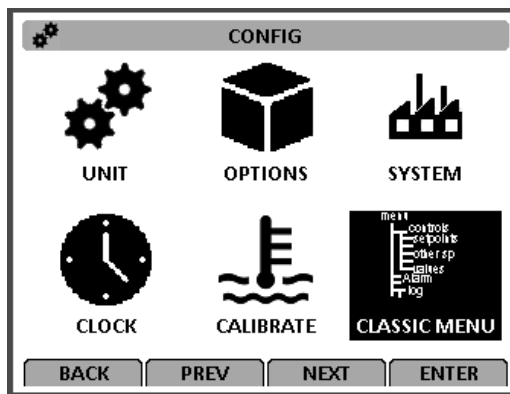 CONFIG
UNIT
OPTIONS
SYSTEM
menu
controls
setpoints
other sp
values
Alarm
log
CLOCK
CALIBRATE
CLASSIC MENU
BACK
PREV
NEXT
ENTER